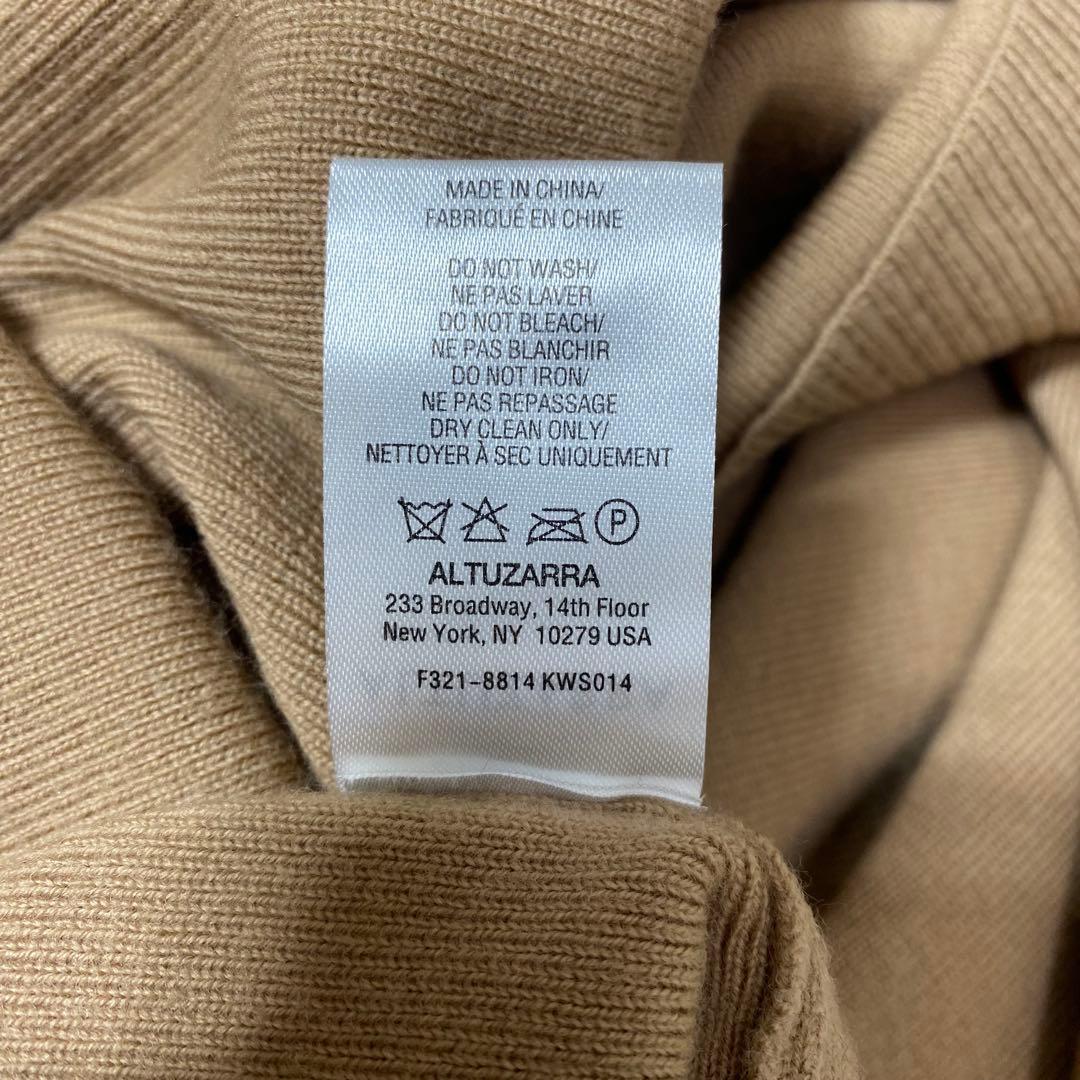 MADE IN CHINA/
FABRIQUÉ EN CHINE
DO NOT WASH/
NE PAS LAVER
DO NOT BLEACH/
NE PAS BLANCHIR
DO NOT IRON/
NE PAS REPASSAGE
DRY CLEAN ONLY/
NETTOYER À SEC UNIQUEMENT
P
ALTUZARRA
233 Broadway, 14th Floor
New York, NY 10279 USA
F321-8814 KWS014